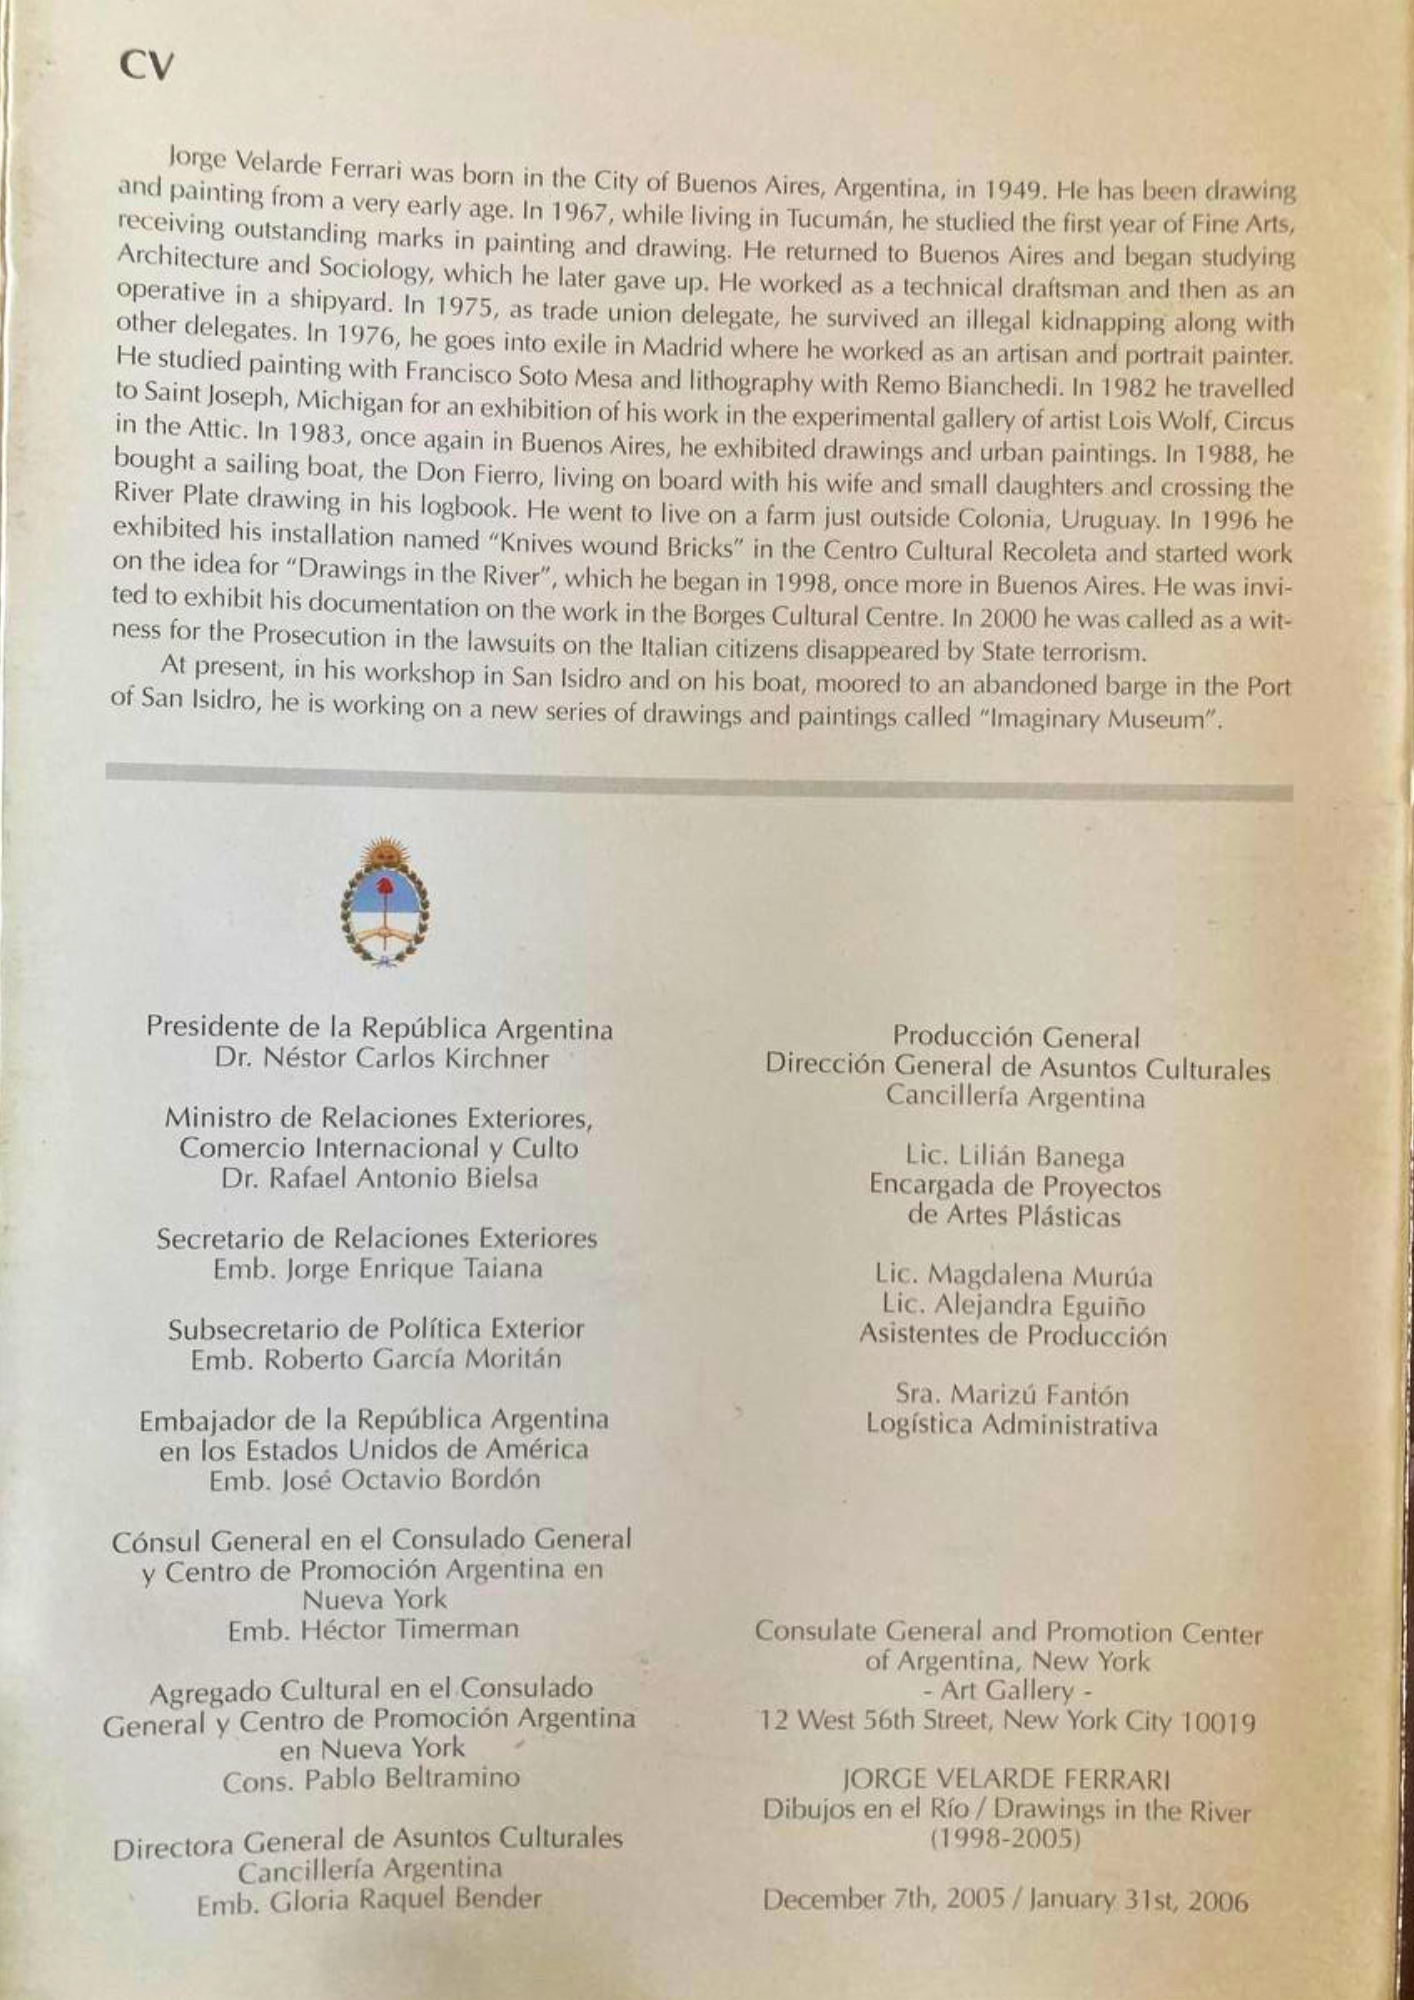 CV
Jorge Velarde Ferrari was born in the City of Buenos Aires, Argentina, in 1949. He has been drawing
and painting from a very early age. In 1967, while living in Tucumán, he studied the first year of Fine Arts,
receiving outstanding marks in painting and drawing. He returned to Buenos Aires and began studying
Architecture and Sociology, which he later gave up. He worked as a technical draftsman and then as an
operative in a shipyard. In 1975, as trade union delegate, he survived an illegal kidnapping along with
other delegates. In 1976, he goes into exile in Madrid where he worked as an artisan and portrait painter.
He studied painting with Francisco Soto Mesa and lithography with Remo Bianchedi. In 1982 he travelled
to Saint Joseph, Michigan for an exhibition of his work in the experimental gallery of artist Lois Wolf, Circus
in the Attic. In 1983, once again in Buenos Aires, he exhibited drawings and urban paintings. In 1988, he
bought a sailing boat, the Don Fierro, living on board with his wife and small daughters and crossing the
River Plate drawing in his logbook. He went to live on a farm just outside Colonia, Uruguay. In 1996 he
exhibited his installation named “Knives wound Bricks” in the Centro Cultural Recoleta and started work
on the idea for “Drawings in the River”, which he began in 1998, once more in Buenos Aires. He was invi-
ted to exhibit his documentation on the work in the Borges Cultural Centre. In 2000 he was called as a wit-
ness for the Prosecution in the lawsuits on the Italian citizens disappeared by State terrorism.
At present, in his workshop in San Isidro and on his boat, moored to an abandoned barge in the Port
of San Isidro, he is working on a new series of drawings and paintings called “Imaginary Museum”.
Presidente de la República Argentina
Dr. Néstor Carlos Kirchner
Ministro de Relaciones Exteriores,
Comercio Internacional y Culto
Dr. Rafael Antonio Bielsa
Secretario de Relaciones Exteriores
Emb. Jorge Enrique Taiana
Subsecretario de Política Exterior
Emb. Roberto García Moritán
Embajador de la República Argentina
en los Estados Unidos de América
Emb. José Octavio Bordón
Cónsul General en el Consulado General
y Centro de Promoción Argentina en
Nueva York
Emb. Héctor Timerman
Agregado Cultural en el Consulado
General y Centro de Promoción Argentina
en Nueva York
Cons. Pablo Beltramino
Directora General de Asuntos Culturales
Cancillería Argentina
Emb. Gloria Raquel Bender
Producción General
Dirección General de Asuntos Culturales
Cancillería Argentina
Lic. Lilián Banega
Encargada de Proyectos
de Artes Plásticas
Lic. Magdalena Murúa
Lic. Alejandra Eguiño
Asistentes de Producción
Sra. Marizú Fantón
Logística Administrativa
Consulate General and Promotion Center
of Argentina, New York
- Art Gallery -
12 West 56th Street, New York City 10019
JORGE VELARDE FERRARI
Dibujos en el Río / Drawings in the River
(1998-2005)
December 7th, 2005 / January 31st, 2006